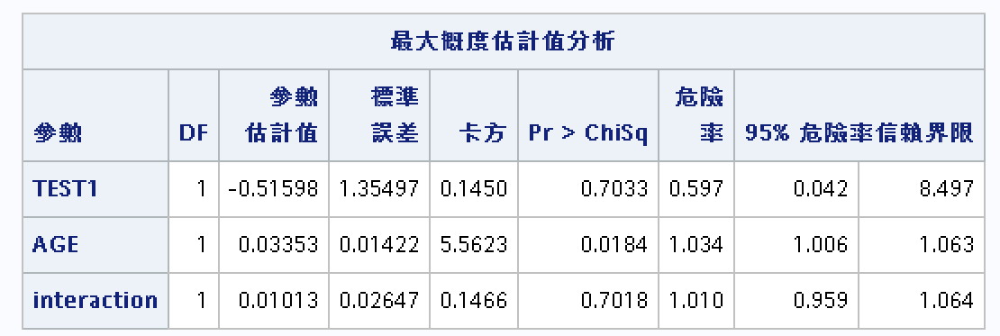 最大概度估計值分析
參數 DF 參數估計值 標準誤差 卡方 Pr > ChiSq 危險率 95% 危險率信賴界限
TEST1 1 -0.51598 1.35497 0.1450 0.7033 0.597 0.042 8.497
AGE 1 0.03353 0.01422 5.5623 0.0184 1.034 1.006 1.063
interaction 1 0.01013 0.02647 0.1466 0.7018 1.010 0.959 1.064